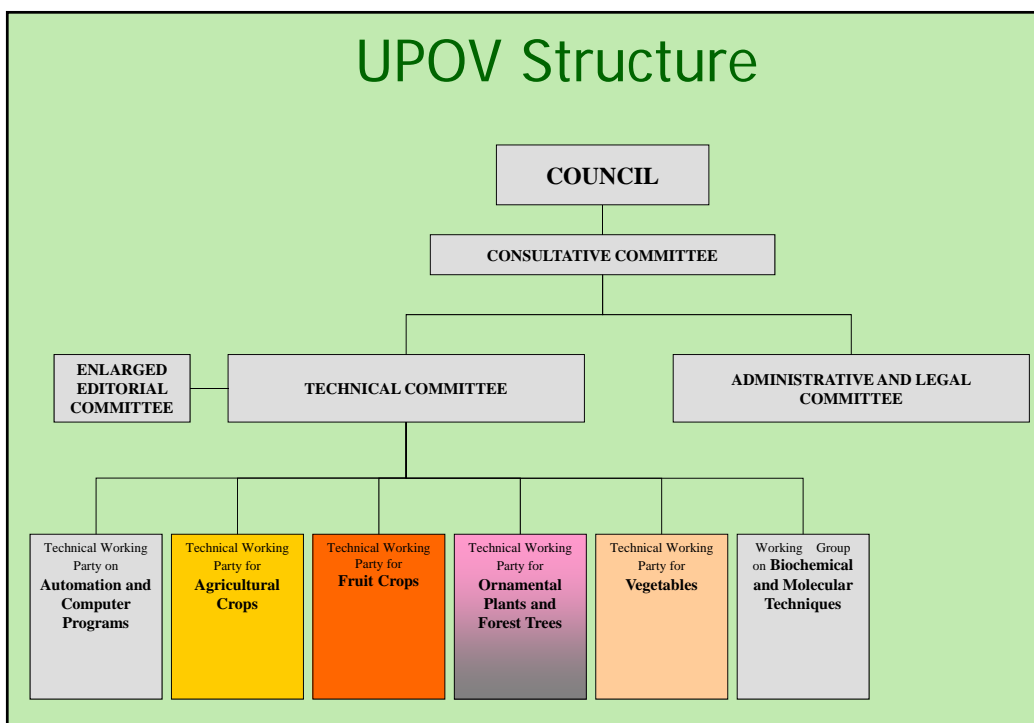 UPOV Structure
COUNCIL
CONSULTATIVE COMMITTEE
ENLARGED
EDITORIAL
COMMITTEE
TECHNICAL COMMITTEE
ADMINISTRATIVE AND LEGAL
COMMITTEE
Technical Working
Party on
Automation and
Computer
Programs
Technical Working
Party for
Agricultural
Crops
Technical Working
Party for
Fruit Crops
Technical Working
Party for
Ornamental
Plants and
Forest Trees
Technical Working
Party for
Vegetables
Working Group
on Biochemical
and Molecular
Techniques